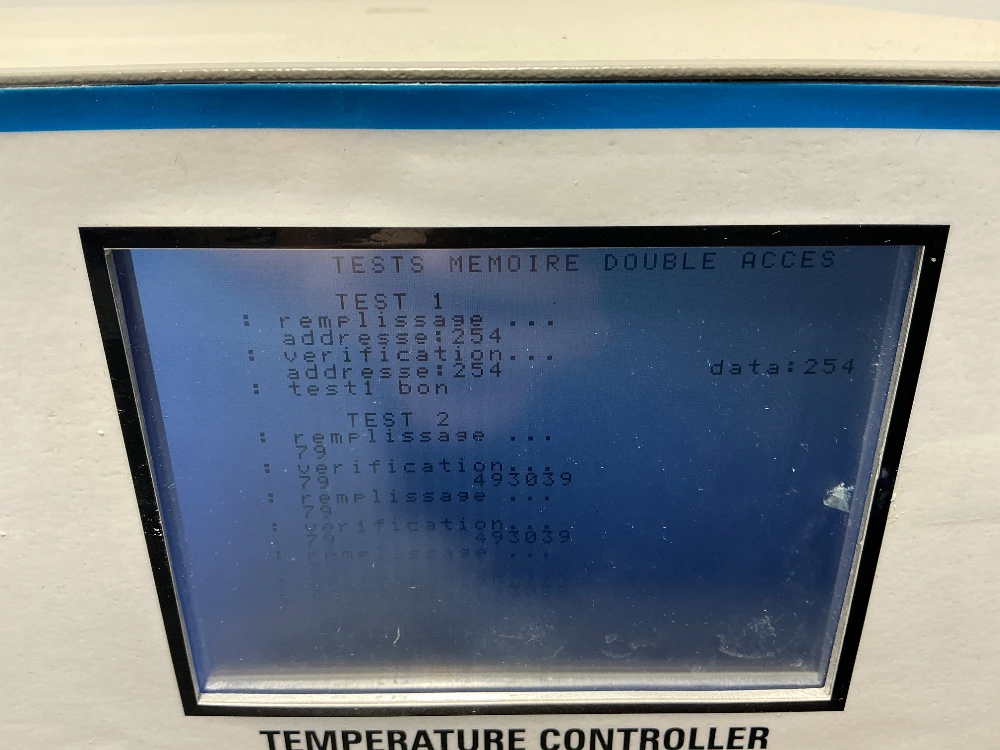 TESTS MEMOIRE DOUBLE ACCES
TEST 1
: remplissage ...
addresse:254
: verification...
addresse:254 data:254
: test1 bon
TEST 2
: remplissage ...
79
: verification...
79 493039
: remplissage ...
79
: verification...
79 493039
: remplissage ...
TEMPERATURE CONTROLLER